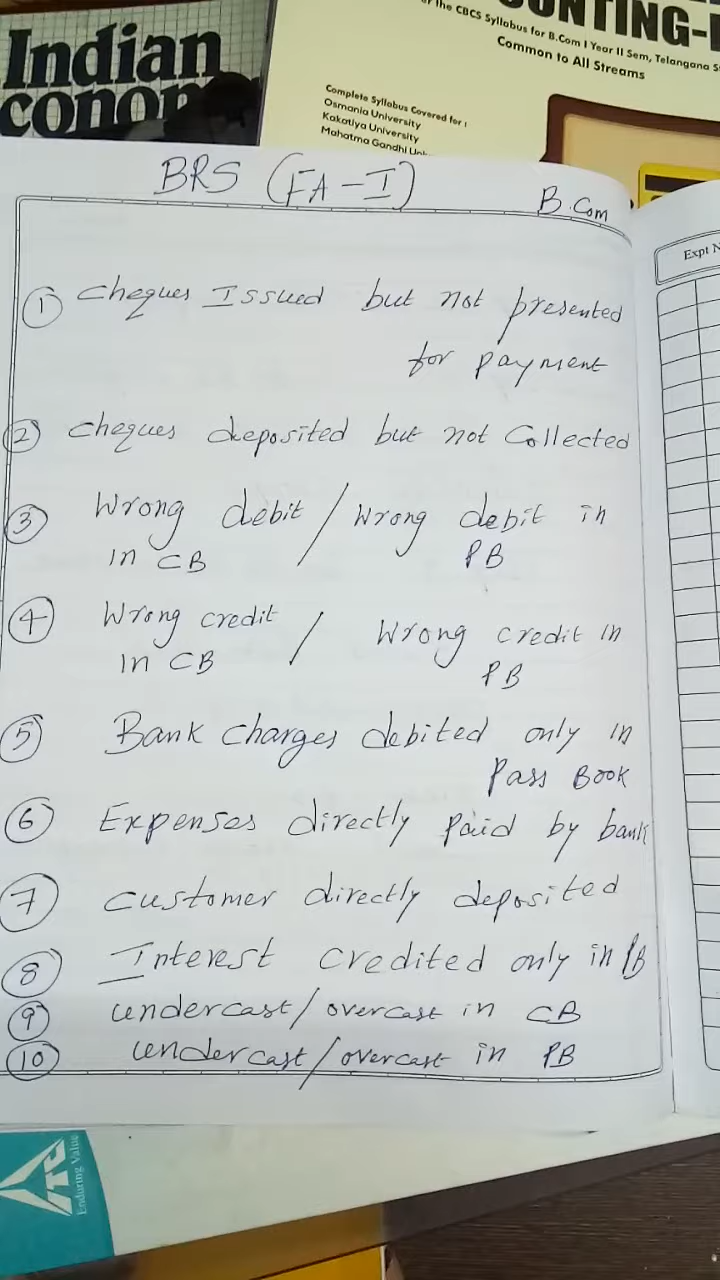 Indian
conom
UNTING-I
r the CBCS Syllabus for B.Com I Year II Sem, Telangana S
Common to All Streams
Complete Syllabus Covered for :
Osmania University
Kakatiya University
Mahatma Gandhi Uni
BRS (FA-I)
B.Com
Expt N
① Cheques Issued but not presented
for payment
② Cheques deposited but not Collected
③ Wrong debit / Wrong debit in
in CB PB
④ Wrong credit / Wrong credit in
in CB PB
⑤ Bank charges debited only in
Pass Book
⑥ Expenses directly paid by bank
⑦ Customer directly deposited
⑧ Interest credited only in PB
⑨ undercast/overcast in CB
⑩ undercast/overcast in PB
ITC
Enduring Value